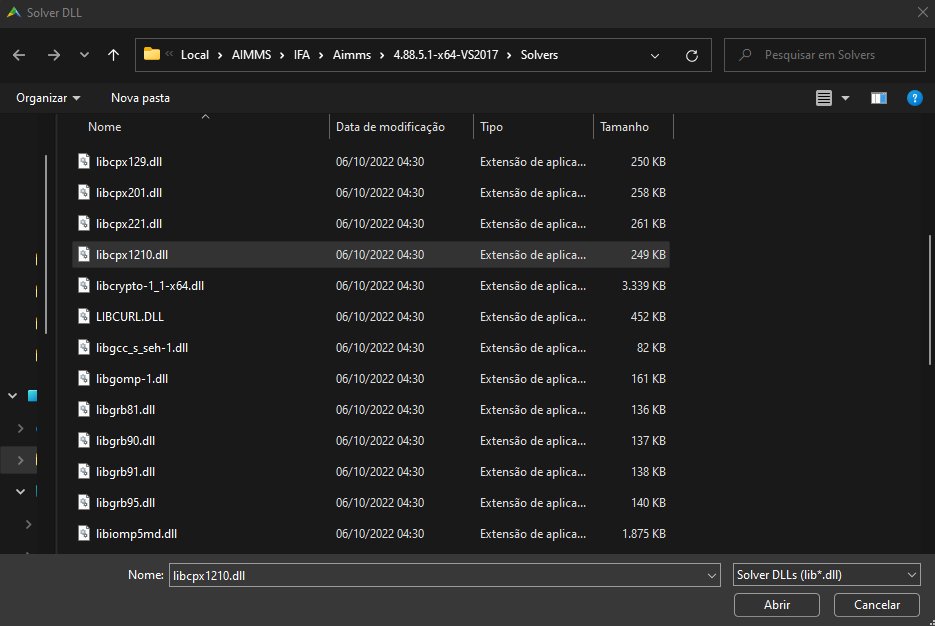 Solver DLL
Local > AIMMS > IFA > Aimms > 4.88.5.1-x64-VS2017 > Solvers
Pesquisar em Solvers
Organizar Nova pasta ?
Nome Data de modificação Tipo Tamanho
libcpx129.dll 06/10/2022 04:30 Extensão de aplica... 250 KB
libcpx201.dll 06/10/2022 04:30 Extensão de aplica... 258 KB
libcpx221.dll 06/10/2022 04:30 Extensão de aplica... 261 KB
libcpx1210.dll 06/10/2022 04:30 Extensão de aplica... 249 KB
libcrypto-1_1-x64.dll 06/10/2022 04:30 Extensão de aplica... 3.339 KB
LIBCURL.DLL 06/10/2022 04:30 Extensão de aplica... 452 KB
libgcc_s_seh-1.dll 06/10/2022 04:30 Extensão de aplica... 82 KB
libgomp-1.dll 06/10/2022 04:30 Extensão de aplica... 161 KB
libgrb81.dll 06/10/2022 04:30 Extensão de aplica... 136 KB
libgrb90.dll 06/10/2022 04:30 Extensão de aplica... 137 KB
libgrb91.dll 06/10/2022 04:30 Extensão de aplica... 138 KB
libgrb95.dll 06/10/2022 04:30 Extensão de aplica... 140 KB
libiomp5md.dll 06/10/2022 04:30 Extensão de aplica... 1.875 KB
Nome: libcpx1210.dll Solver DLLs (lib*.dll)
Abrir Cancelar